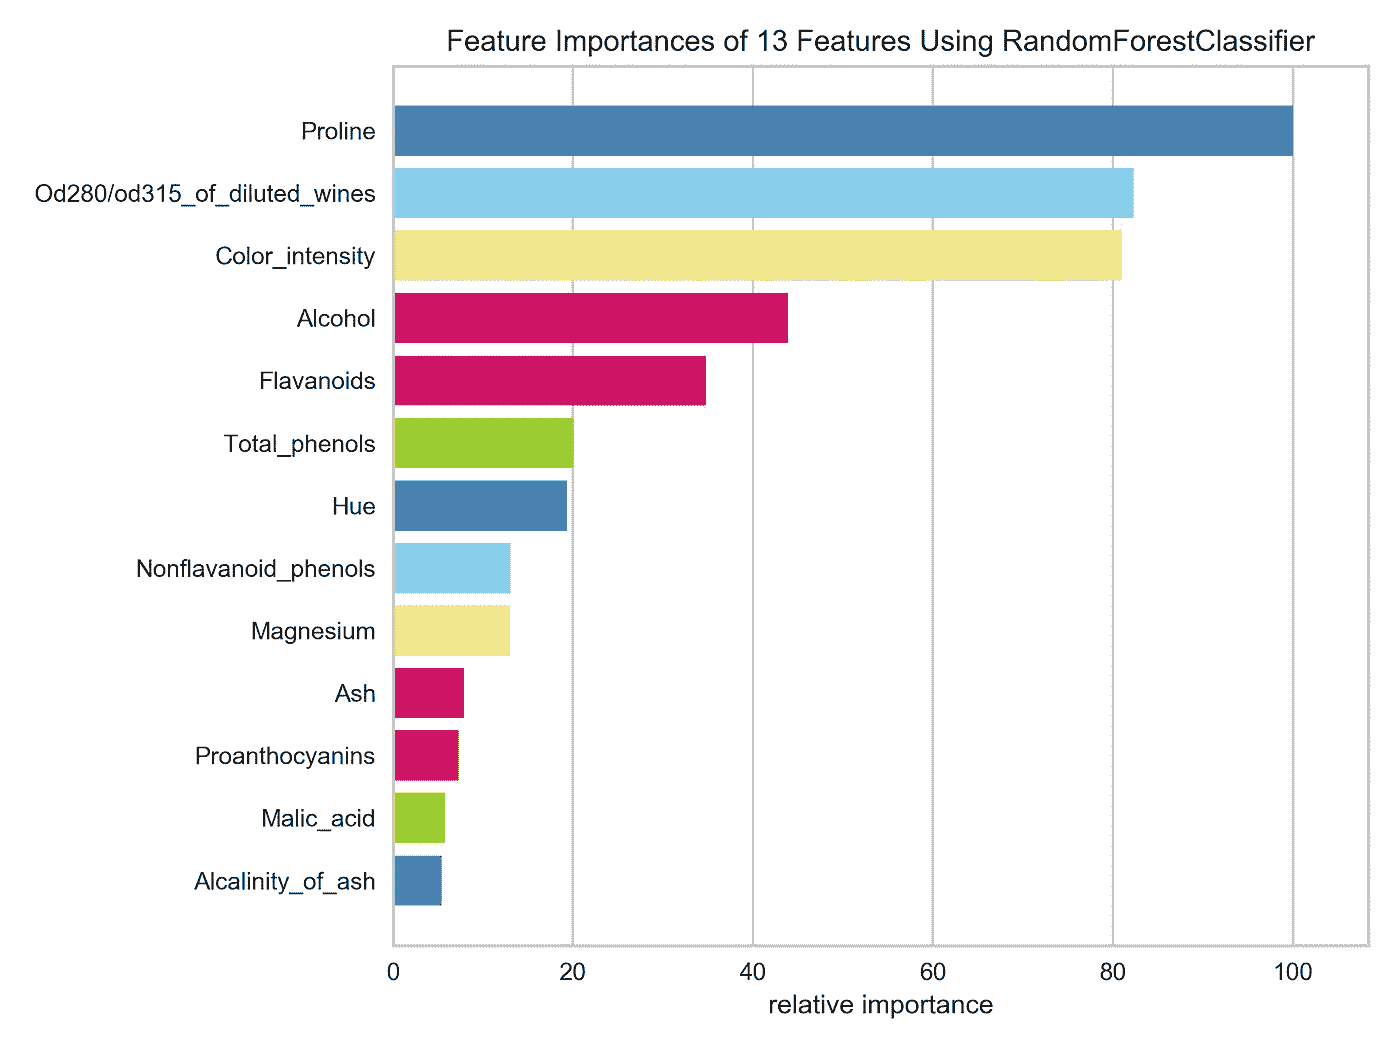 Feature Importances of 13 Features Using RandomForestClassifier
Proline
Od280/od315_of_diluted_wines
Color_intensity
Alcohol
Flavanoids
Total_phenols
Hue
Nonflavanoid_phenols
Magnesium
Ash
Proanthocyanins
Malic_acid
Alcalinity_of_ash
0 20 40 60 80 100
relative importance